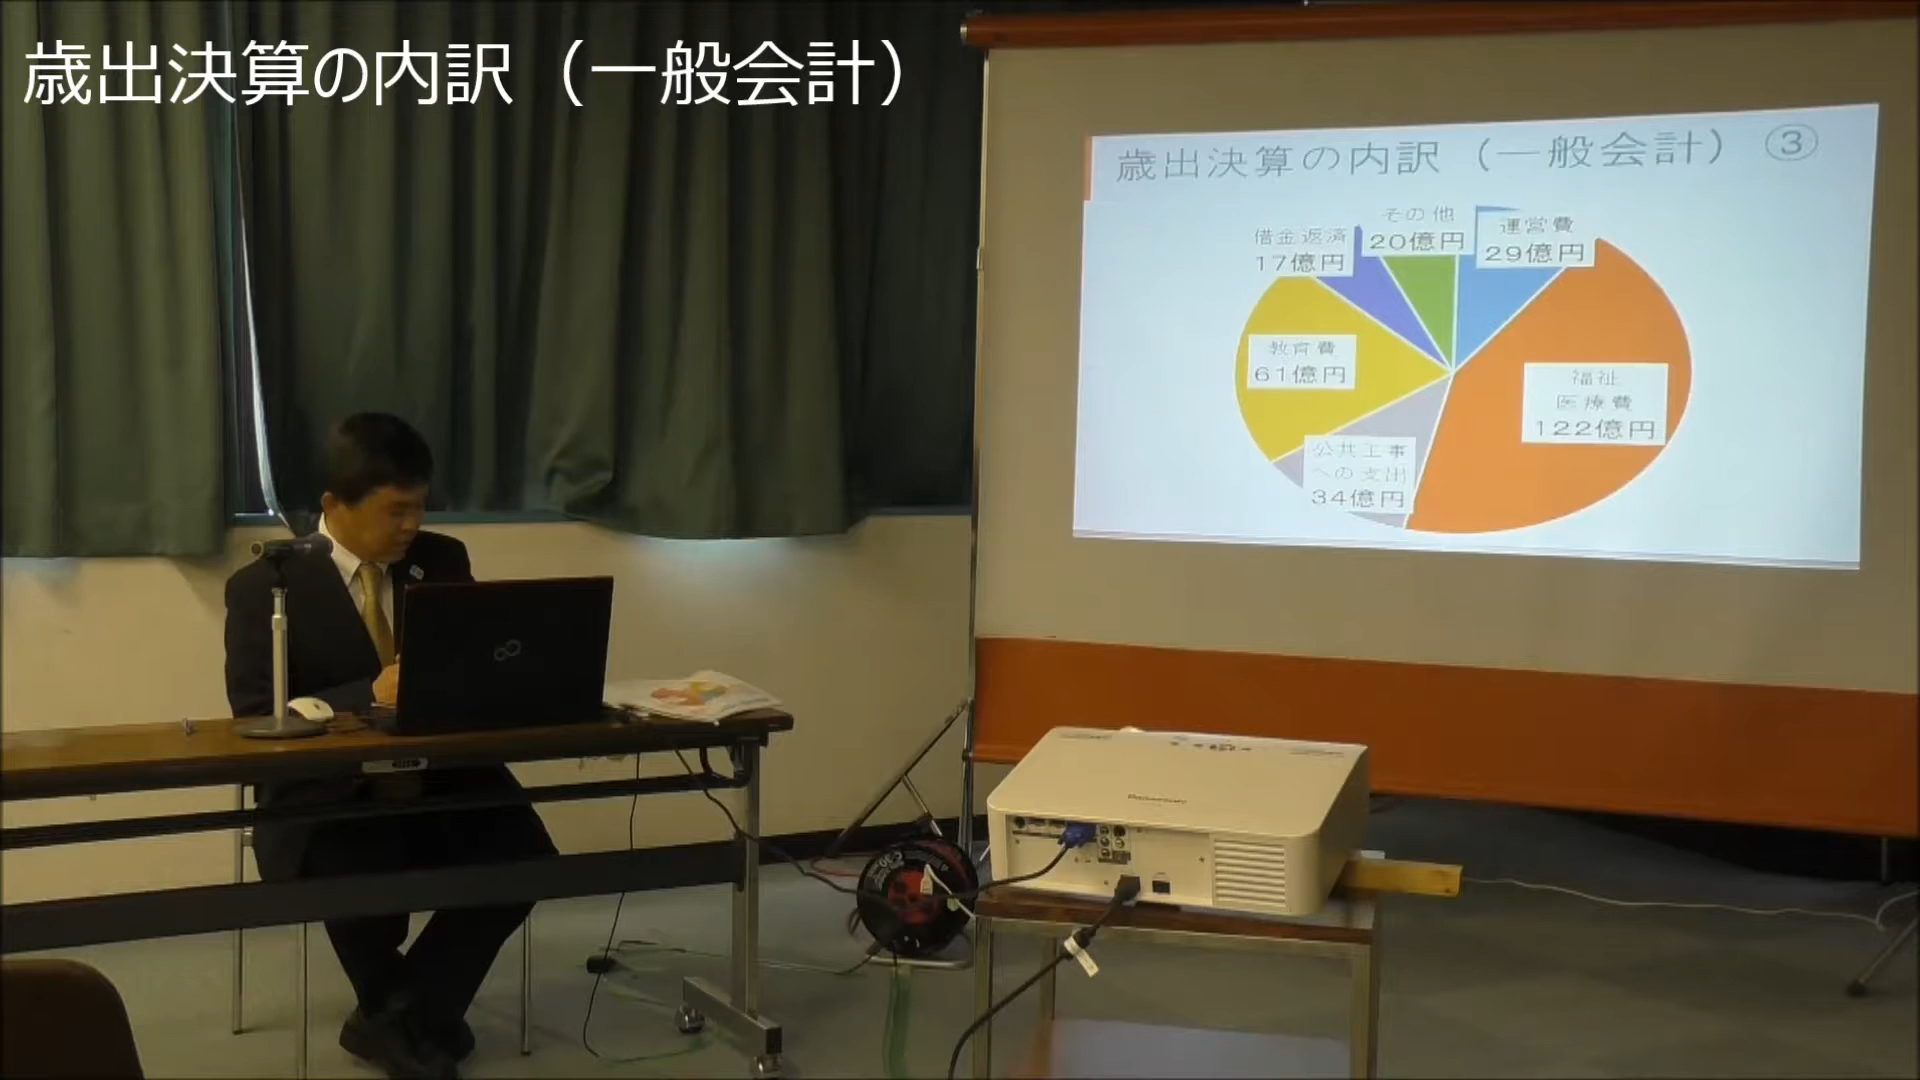 歳出決算の内訳（一般会計）
歳出決算の内訳（一般会計）③
その他
20億円
運営費
29億円
借金返済
17億円
教育費
61億円
福祉
医療費
122億円
公共工事
への支出
34億円
Panasonic